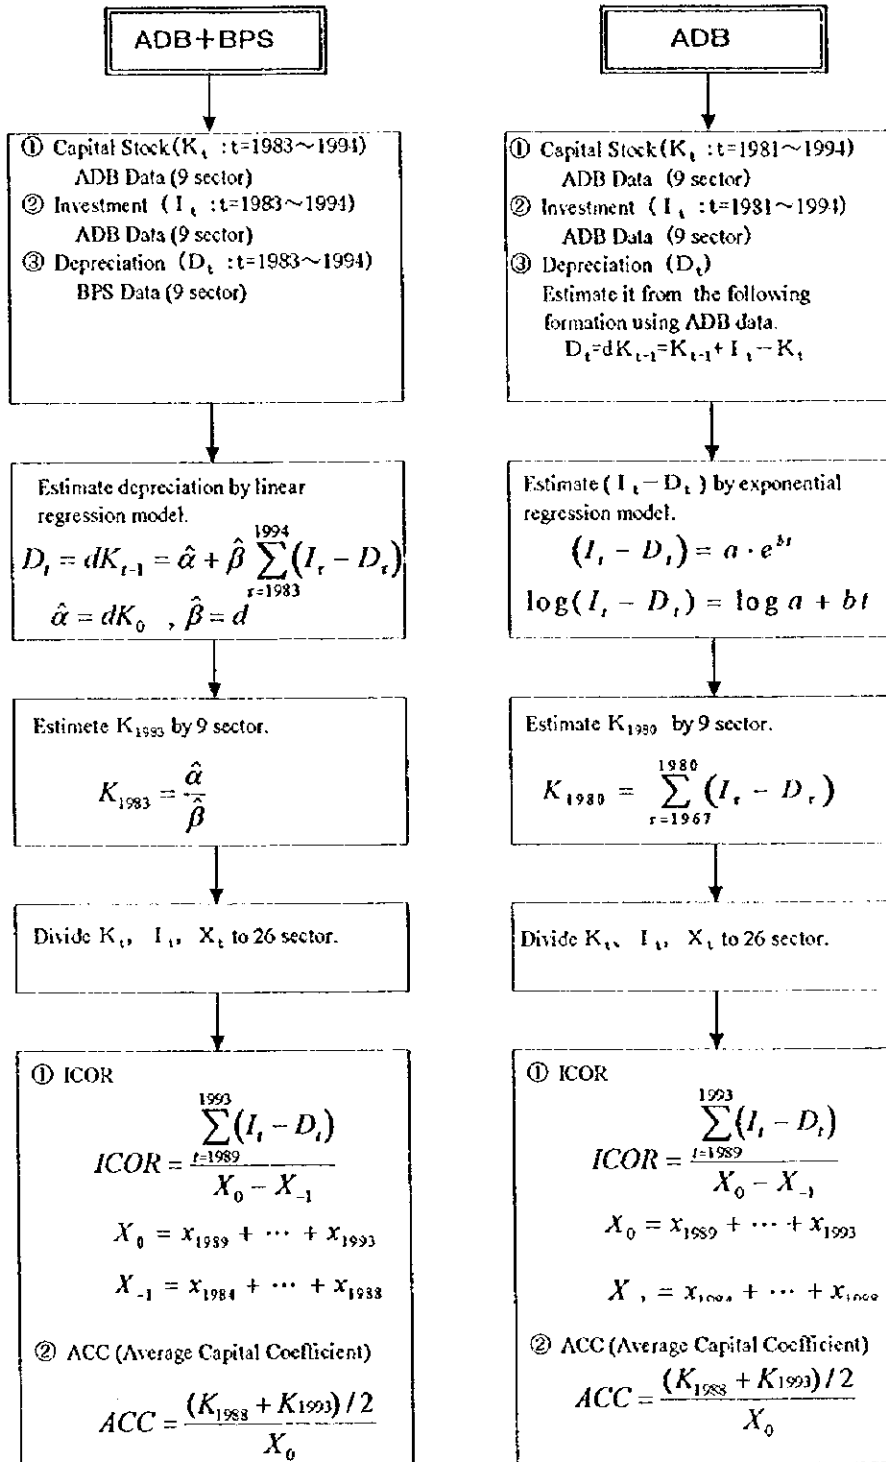 ADB+BPS
① Capital Stock(K_t :t=1983~1994)
ADB Data (9 sector)
② Investment (I_t :t=1983~1994)
ADB Data (9 sector)
③ Depreciation (D_t :t=1983~1994)
BPS Data (9 sector)
Estimate depreciation by linear
regression model.
D_t = dK_{t-1} = α̂ + β̂ ∑_{τ=1983}^{1994} (I_τ − D_τ)
α̂ = dK_0 , β̂ = d
Estimete K_1983 by 9 sector.
K_1983 = α̂ / β̂
Divide K_t, I_t, X_t to 26 sector.
① ICOR
ICOR = ∑_{t=1989}^{1993} (I_t − D_t) / (X_0 − X_{-1})
X_0 = x_1989 + ··· + x_1993
X_{-1} = x_1984 + ··· + x_1988
② ACC (Average Capital Coefficient)
ACC = (K_1988 + K_1993) / 2 / X_0
ADB
① Capital Stock(K_t :t=1981~1994)
ADB Data (9 sector)
② Investment (I_t :t=1981~1994)
ADB Data (9 sector)
③ Depreciation (D_t)
Estimate it from the following
formation using ADB data.
D_t=dK_{t-1}=K_{t-1}+I_t−K_t
Estimate (I_t−D_t) by exponential
regression model.
(I_t − D_t) = a · e^{bt}
log(I_t − D_t) = log a + bt
Estimate K_1980 by 9 sector.
K_1980 = ∑_{τ=1967}^{1980} (I_τ − D_τ)
Divide K_t、 I_t, X_t to 26 sector.
① ICOR
ICOR = ∑_{t=1989}^{1993} (I_t − D_t) / (X_0 − X_{-1})
X_0 = x_1989 + ··· + x_1993
X = x + ··· + x
② ACC (Average Capital Coefficient)
ACC = (K_1988 + K_1993) / 2 / X_0